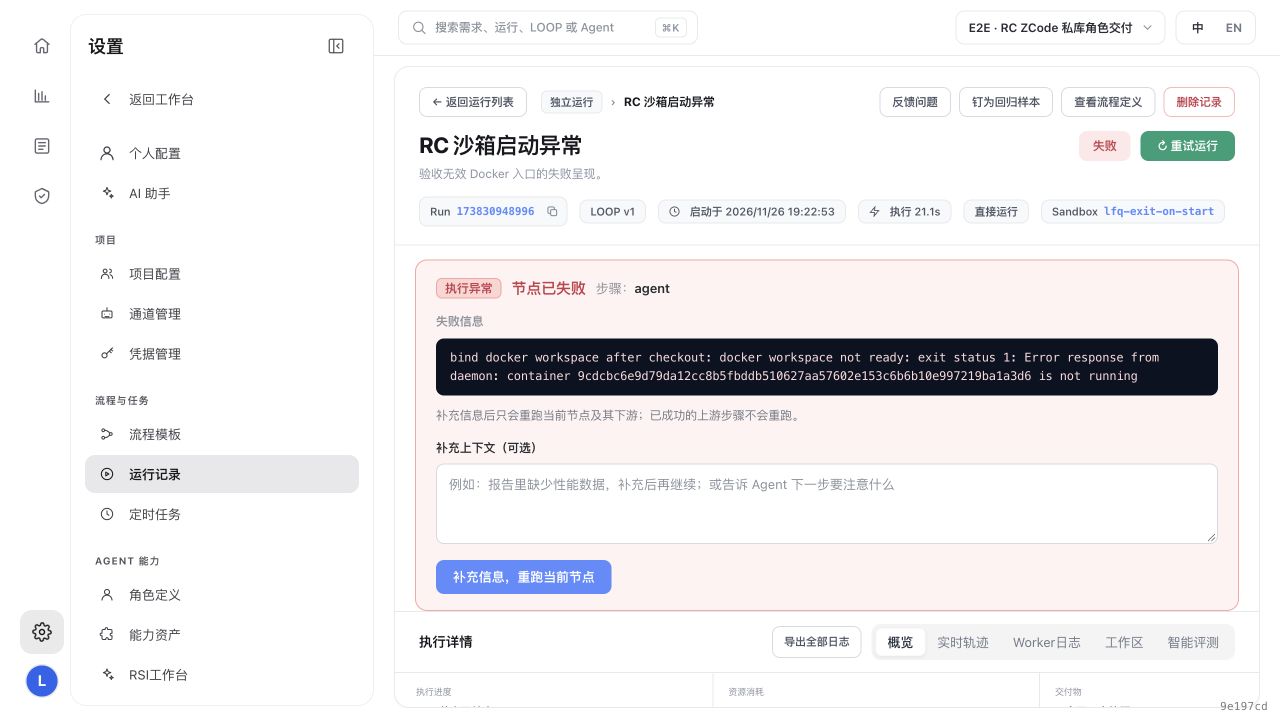 设置
返回工作台
个人配置
AI 助手
项目
项目配置
通道管理
凭据管理
流程与任务
流程模板
运行记录
定时任务
AGENT 能力
角色定义
能力资产
RSI工作台
L
搜索需求、运行、LOOP 或 Agent ⌘K
E2E · RC ZCode 私库角色交付
中 EN
← 返回运行列表 独立运行 › RC 沙箱启动异常
反馈问题 钉为回归样本 查看流程定义 删除记录
RC 沙箱启动异常
失败 ↻ 重试运行
验收无效 Docker 入口的失败呈现。
Run 173830948996 LOOP v1 启动于 2026/11/26 19:22:53 执行 21.1s 直接运行 Sandbox lfq-exit-on-start
执行异常 节点已失败 步骤：agent
失败信息
bind docker workspace after checkout: docker workspace not ready: exit status 1: Error response from
daemon: container 9cdcbc6e9d79da12cc8b5fbddb510627aa57602e153c6b6b10e997219ba1a3d6 is not running
补充信息后只会重跑当前节点及其下游；已成功的上游步骤不会重跑。
补充上下文（可选）
例如：报告里缺少性能数据，补充后再继续；或告诉 Agent 下一步要注意什么
补充信息，重跑当前节点
执行详情
导出全部日志 概览 实时轨迹 Worker日志 工作区 智能评测
执行进度 资源消耗 交付物
9e197cd